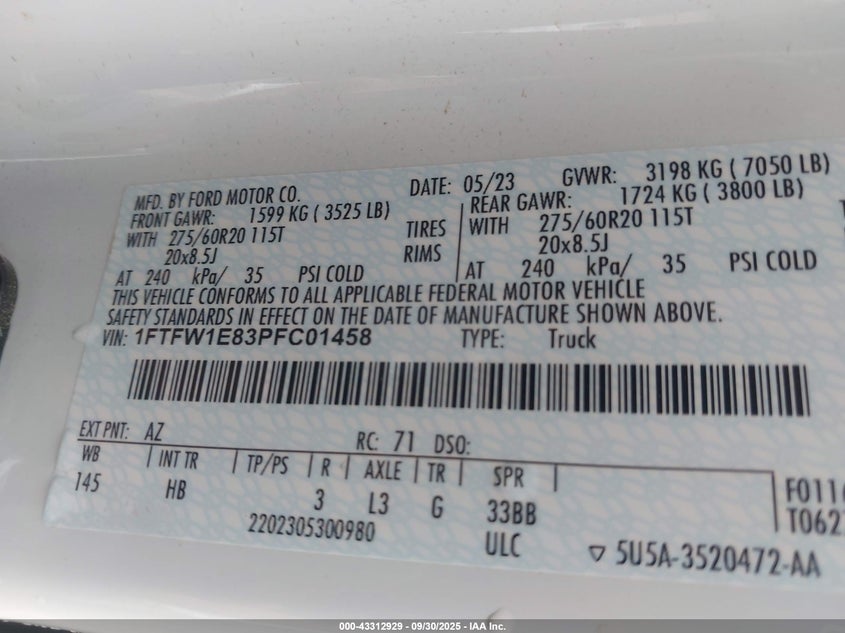 MFD. BY FORD MOTOR CO. DATE: 05/23 GVWR: 3198 KG ( 7050 LB)
FRONT GAWR: 1599 KG ( 3525 LB) REAR GAWR: 1724 KG ( 3800 LB)
WITH 275/60R20 115T TIRES WITH 275/60R20 115T
20x8.5J RIMS 20x8.5J
AT 240 kPa/ 35 PSI COLD AT 240 kPa/ 35 PSI COLD
THIS VEHICLE CONFORMS TO ALL APPLICABLE FEDERAL MOTOR VEHICLE
SAFETY STANDARDS IN EFFECT ON THE DATE OF MANUFACTURE SHOWN ABOVE.
VIN: 1FTFW1E83PFC01458 TYPE: Truck
EXT PNT: AZ RC: 71 DSO:
WB INT TR TP/PS R AXLE TR SPR
145 HB 3 L3 G 33BB
F0116
T062
2202305300980 ULC 5U5A-3520472-AA
000-43312929 - 09/30/2025 - IAA Inc.